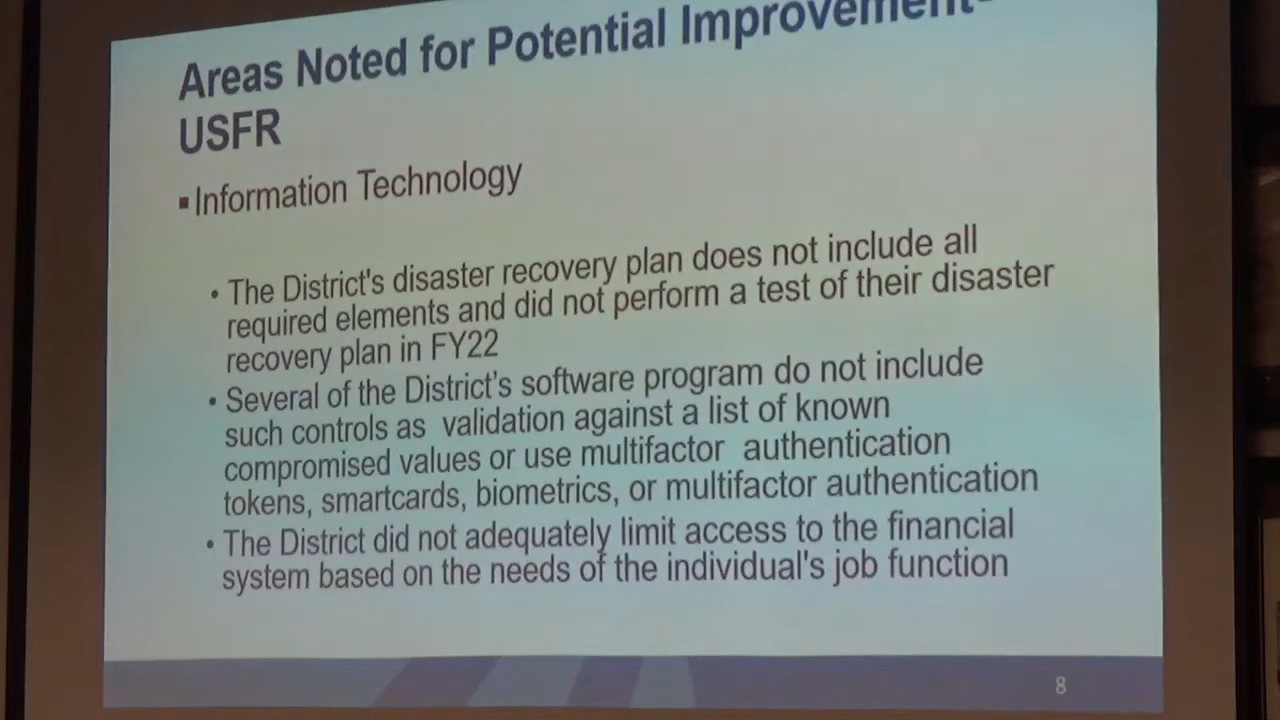 Areas Noted for Potential Improvement-
USFR
▪Information Technology
• The District's disaster recovery plan does not include all
required elements and did not perform a test of their disaster
recovery plan in FY22
• Several of the District's software program do not include
such controls as validation against a list of known
compromised values or use multifactor authentication
tokens, smartcards, biometrics, or multifactor authentication
• The District did not adequately limit access to the financial
system based on the needs of the individual's job function
8